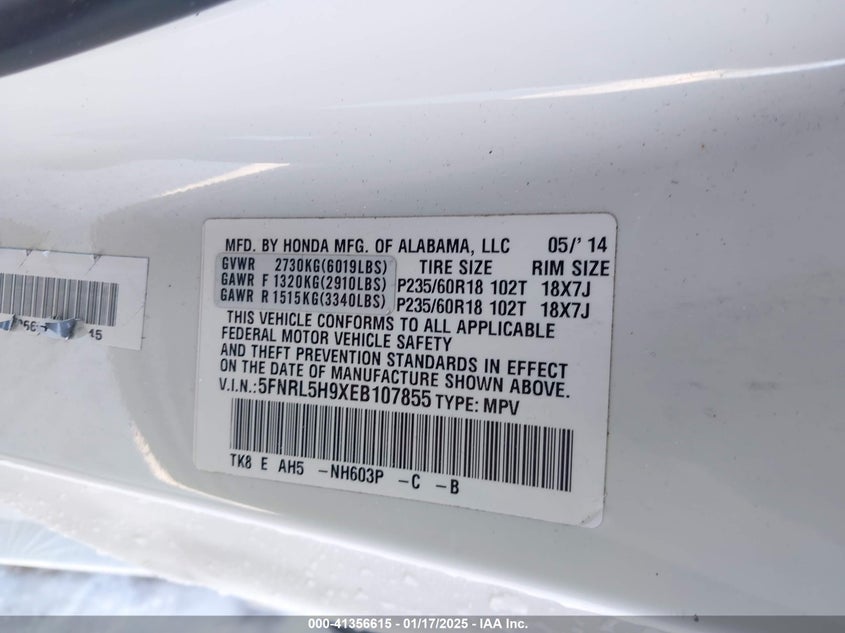 MFD. BY HONDA MFG. OF ALABAMA, LLC 05/' 14
GVWR 2730KG(6019LBS) TIRE SIZE RIM SIZE
GAWR F 1320KG(2910LBS) P235/60R18 102T 18X7J
GAWR R 1515KG(3340LBS) P235/60R18 102T 18X7J
THIS VEHICLE CONFORMS TO ALL APPLICABLE
FEDERAL MOTOR VEHICLE SAFETY
AND THEFT PREVENTION STANDARDS IN EFFECT
ON THE DATE OF MANUFACTURE SHOWN ABOVE.
V.I.N.:5FNRL5H9XEB107855 TYPE: MPV
TK8 E AH5 -NH603P -C -B
000-41356615 / 01/17/2025 - IAA Inc.